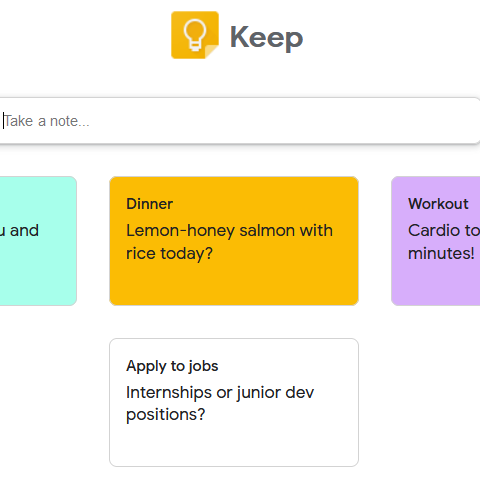 Keep
Take a note...
and
Dinner
Lemon-honey salmon with
rice today?
Workout
Cardio to
minutes!
Apply to jobs
Internships or junior dev
positions?